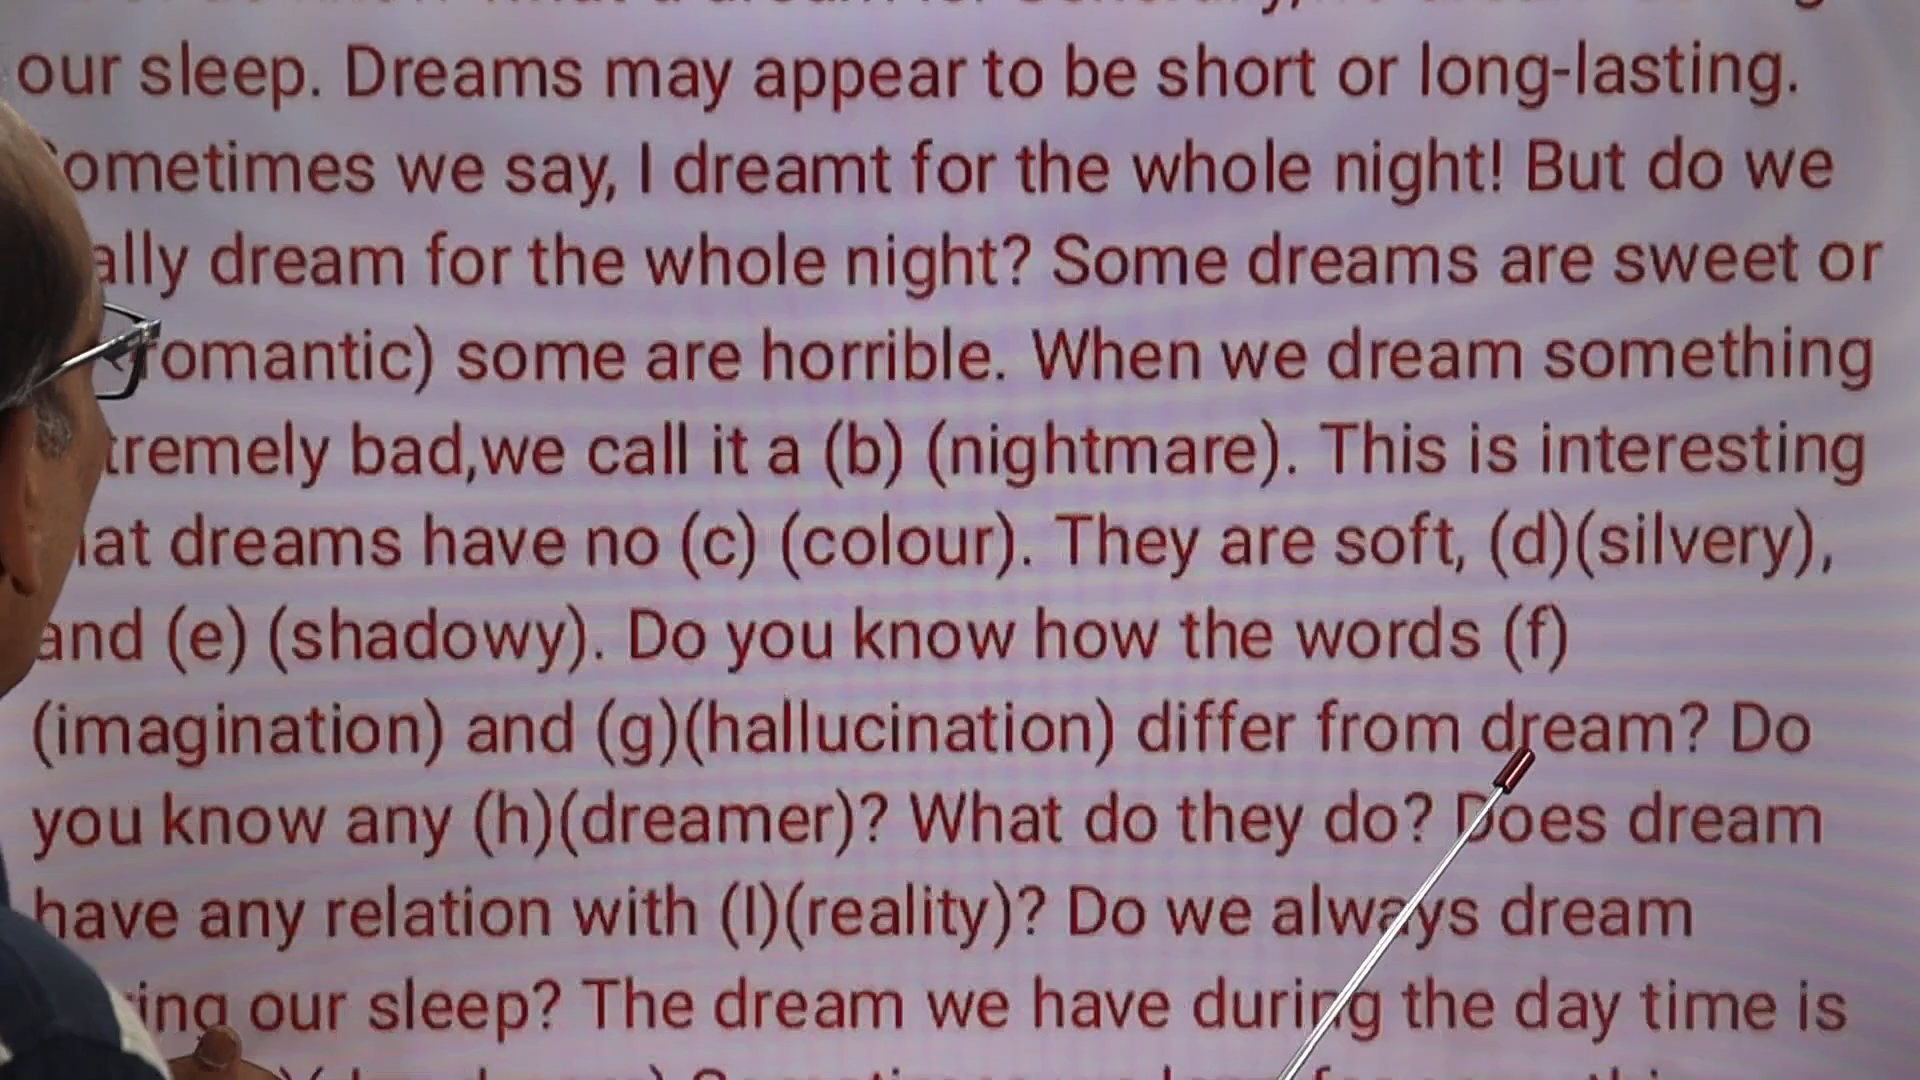 our sleep. Dreams may appear to be short or long-lasting.
ometimes we say, I dreamt for the whole night! But do we
ally dream for the whole night? Some dreams are sweet or
romantic) some are horrible. When we dream something
tremely bad,we call it a (b) (nightmare). This is interesting
hat dreams have no (c) (colour). They are soft, (d)(silvery),
and (e) (shadowy). Do you know how the words (f)
(imagination) and (g)(hallucination) differ from dream? Do
you know any (h)(dreamer)? What do they do? Does dream
have any relation with (I)(reality)? Do we always dream
ring our sleep? The dream we have during the day time is